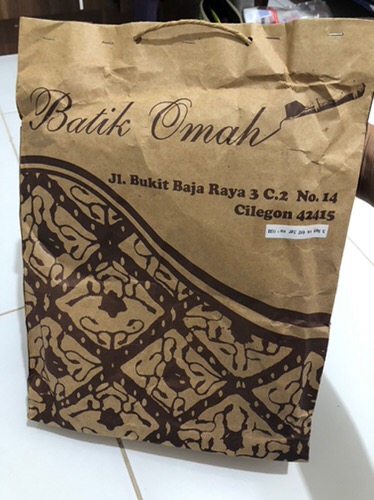 Batik Omah
Jl. Bukit Baja Raya 3 C.2 No. 14
Cilegon 42415